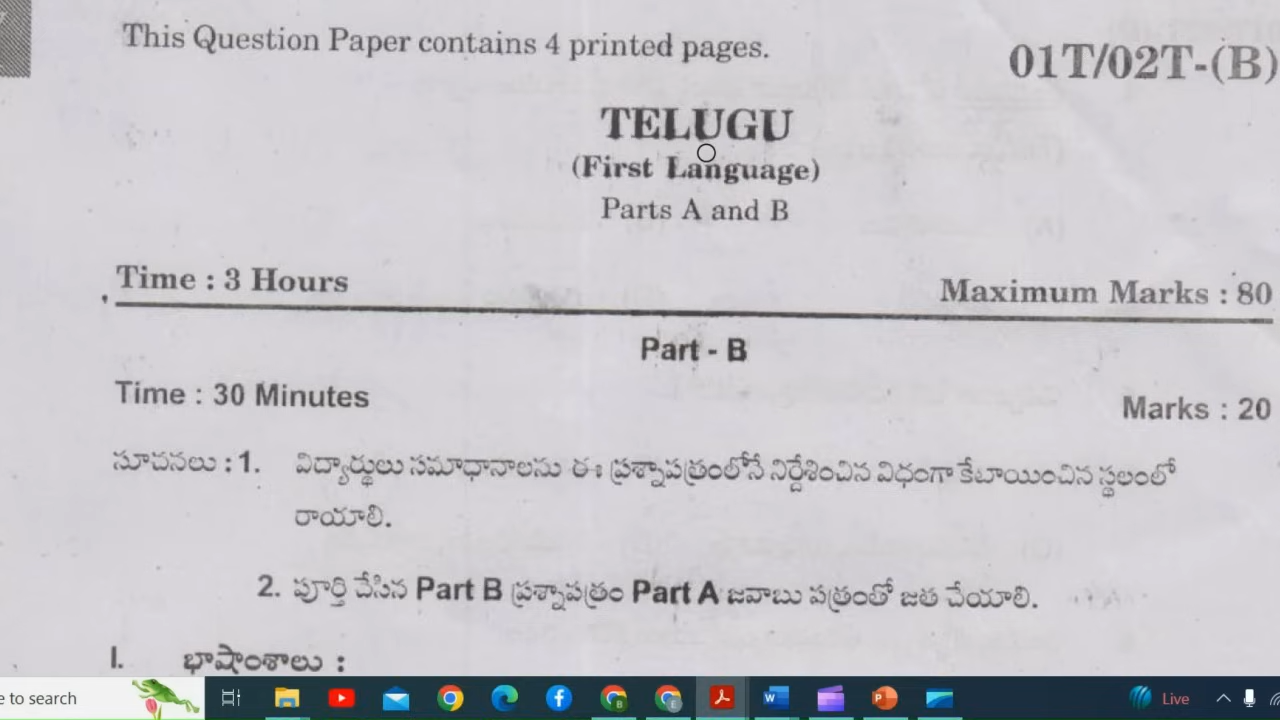 This Question Paper contains 4 printed pages.
01T/02T-(B)
TELUGU
(First Language)
Parts A and B
Time : 3 Hours
Maximum Marks : 80
Part - B
Time : 30 Minutes
Marks : 20
సూచనలు : 1. విద్యార్థులు సమాధానాలను ఈ ప్రశ్నాపత్రంలోనే నిర్దేశించిన విధంగా కేటాయించిన స్థలంలో
రాయాలి.
2. పూర్తి చేసిన Part B ప్రశ్నాపత్రం Part A జవాబు పత్రంతో జత చేయాలి.
I. భాషాంశాలు :
e to search
Live